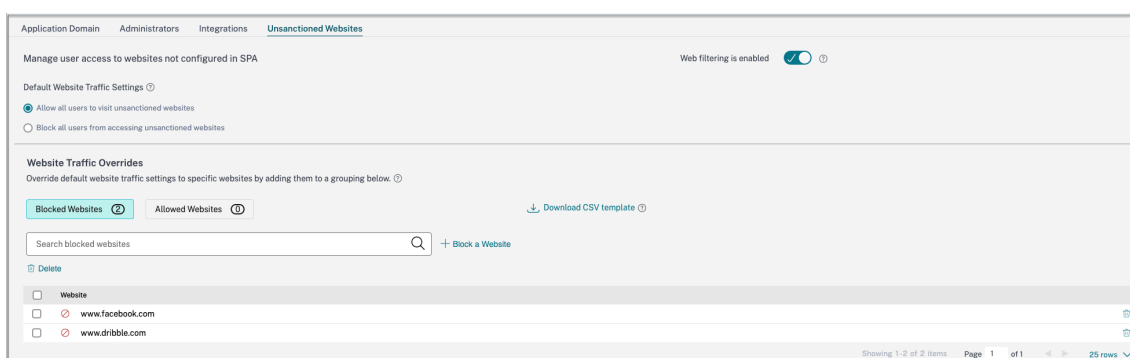 Application Domain Administrators Integrations Unsanctioned Websites
Manage user access to websites not configured in SPA Web filtering is enabled
Default Website Traffic Settings
Allow all users to visit unsanctioned websites
Block all users from accessing unsanctioned websites
Website Traffic Overrides
Override default website traffic settings to specific websites by adding them to a grouping below.
Blocked Websites 2 Allowed Websites 0 Download CSV template
Search blocked websites Block a Website
Delete
Website
www.facebook.com
www.dribble.com
Showing 1-2 of 2 items Page 1 of 1 25 rows